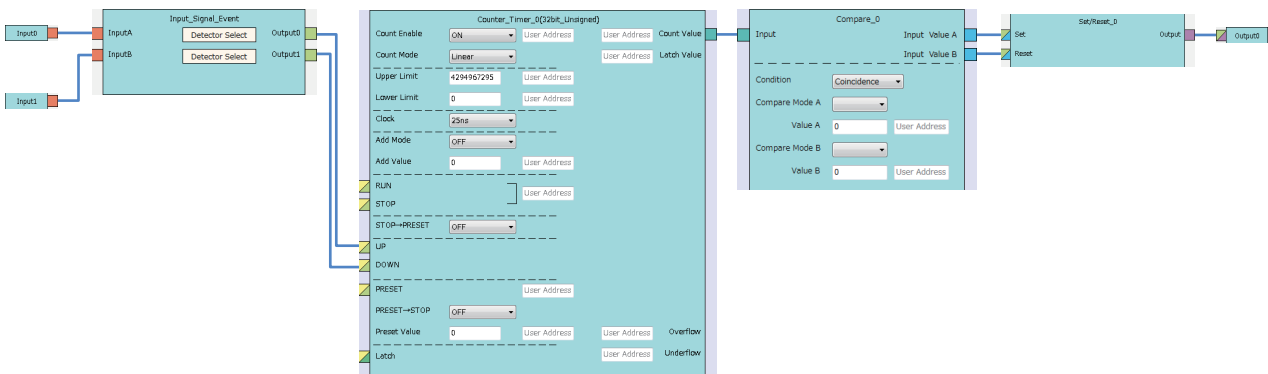 Input0
Input1
Input_Signal_Event
InputA Detector Select Output0
InputB Detector Select Output1
Counter_Timer_0(32bit_Unsigned)
Count Enable ON User Address User Address Count Value
Count Mode Linear User Address Latch Value
Upper Limit 4294967295 User Address
Lower Limit 0 User Address
Clock 25ns
Add Mode OFF
Add Value 0 User Address
RUN
User Address
STOP
STOP→PRESET OFF
UP
DOWN
PRESET User Address
PRESET→STOP OFF
Preset Value 0 User Address User Address Overflow
Latch User Address Underflow
Compare_0
Input Input Value A
Input Value B
Condition Coincidence
Compare Mode A
Value A 0 User Address
Compare Mode B
Value B 0 User Address
Set/Reset_0
Set Output
Reset
Output0